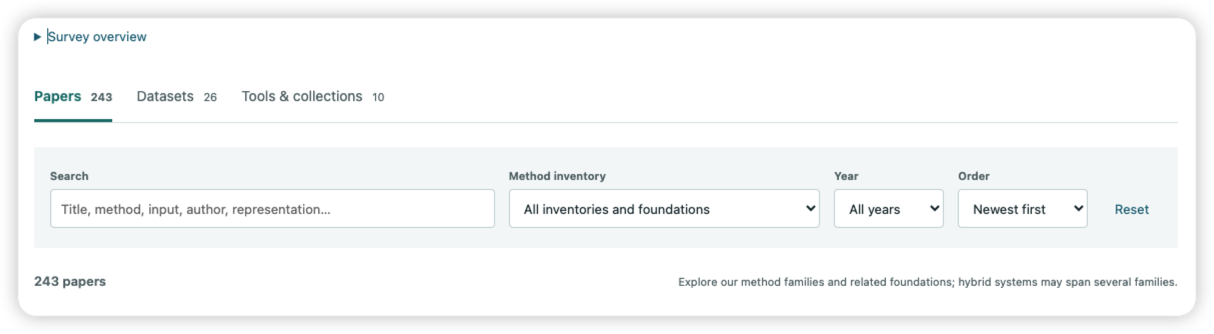 Survey overview
Papers 243 Datasets 26 Tools & collections 10
Search Method inventory Year Order
Title, method, input, author, representation... All inventories and foundations All years Newest first Reset
243 papers Explore our method families and related foundations; hybrid systems may span several families.